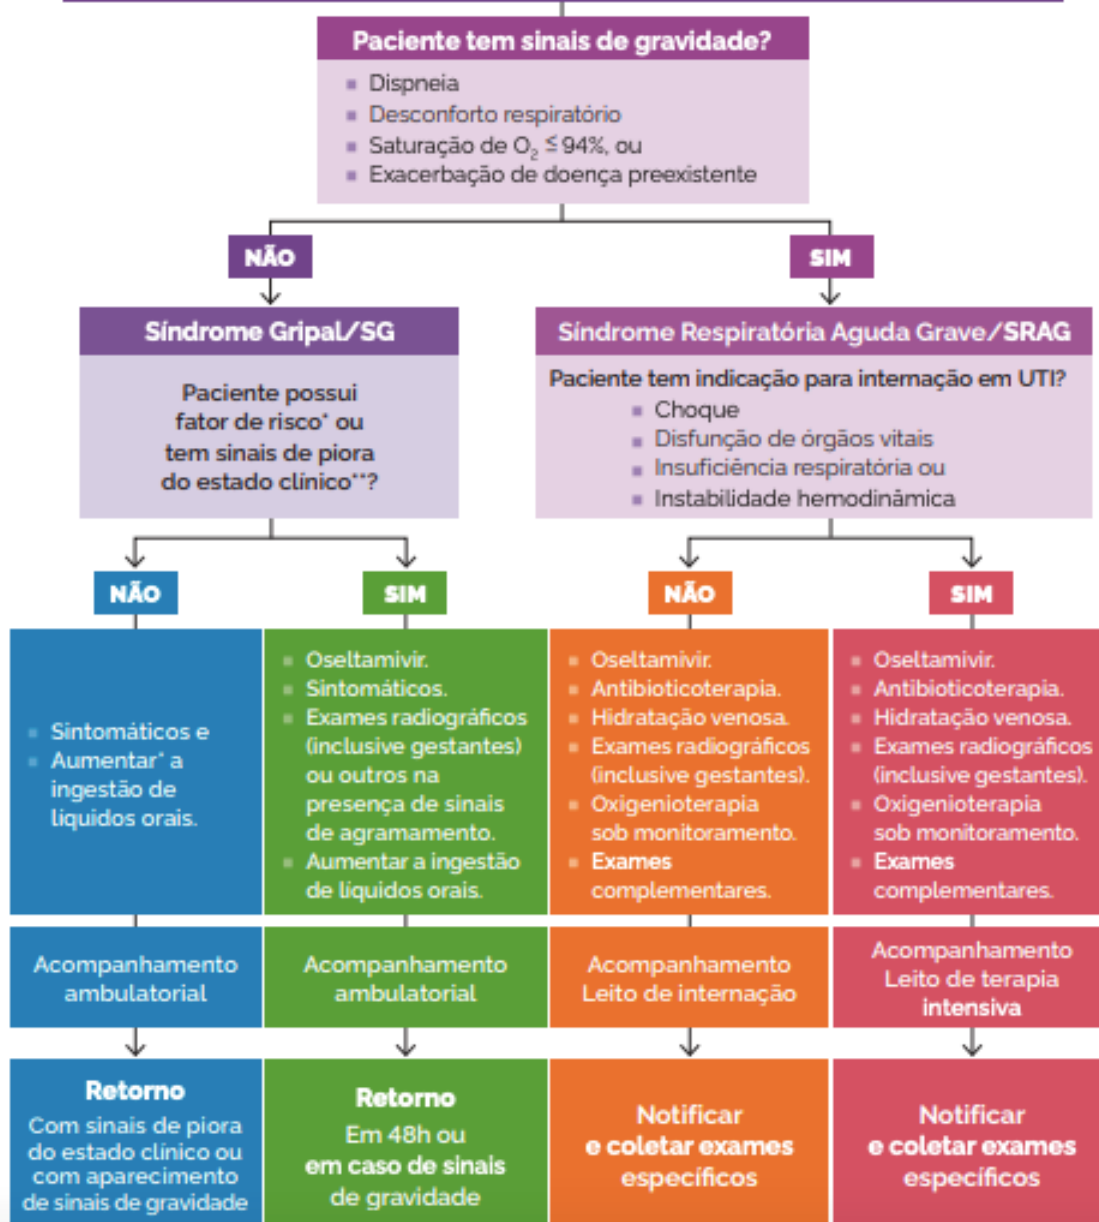 Paciente tem sinais de gravidade?
Dispneia
Desconforto respiratório
Saturação de O₂ ≤ 94%, ou
Exacerbação de doença preexistente
NÃO
SIM
Síndrome Gripal/SG
Paciente possui
fator de risco* ou
tem sinais de piora
do estado clínico**?
Síndrome Respiratória Aguda Grave/SRAG
Paciente tem indicação para internação em UTI?
Choque
Disfunção de órgãos vitais
Insuficiência respiratória ou
Instabilidade hemodinâmica
NÃO
SIM
NÃO
SIM
Sintomáticos e
Aumentar* a
ingestão de
líquidos orais.
Oseltamivir.
Sintomáticos.
Exames radiográficos
(inclusive gestantes)
ou outros na
presença de sinais
de agramamento.
Aumentar a ingestão
de líquidos orais.
Oseltamivir.
Antibioticoterapia.
Hidratação venosa.
Exames radiográficos
(inclusive gestantes).
Oxigenioterapia
sob monitoramento.
Exames
complementares.
Oseltamivir.
Antibioticoterapia.
Hidratação venosa.
Exames radiográficos
(inclusive gestantes).
Oxigenioterapia
sob monitoramento.
Exames
complementares.
Acompanhamento
ambulatorial
Acompanhamento
ambulatorial
Acompanhamento
Leito de internação
Acompanhamento
Leito de terapia
intensiva
Retorno
Com sinais de piora
do estado clínico ou
com aparecimento
de sinais de gravidade
Retorno
Em 48h ou
em caso de sinais
de gravidade
Notificar
e coletar exames
específicos
Notificar
e coletar exames
específicos